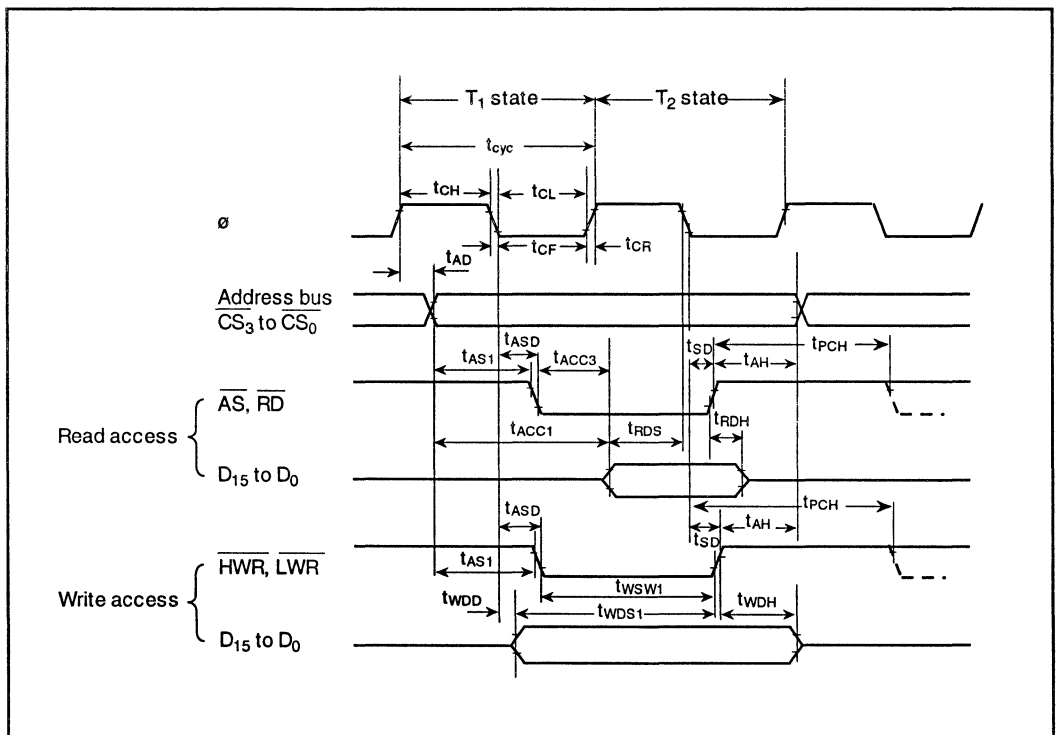 T1 state T2 state
tcyc
tCH tCL
ø
tCF tCR
tAD
Address bus
CS3 to CS0
tASD tSD tPCH
tAS1 tACC3 tAH
AS, RD
tRDH
Read access
tACC1 tRDS
D15 to D0
tPCH
tASD tAH
tSD
HWR, LWR
tAS1
tWSW1
Write access
tWDD tWDS1 tWDH
D15 to D0